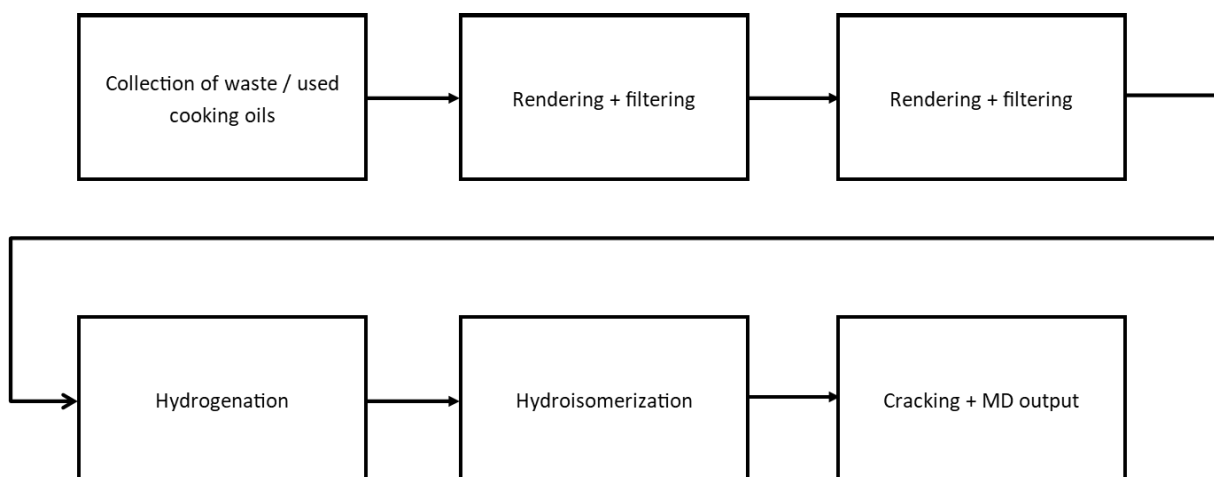 Collection of waste / used
cooking oils
Rendering + filtering
Rendering + filtering
Hydrogenation
Hydroisomerization
Cracking + MD output